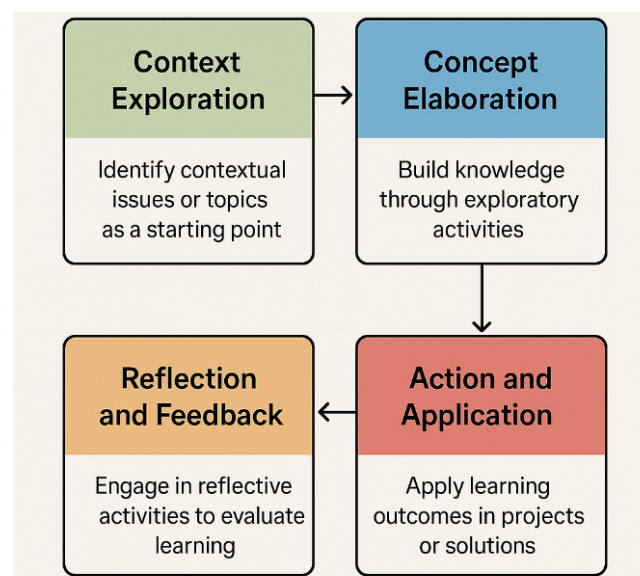 Context
Exploration
Identify contextual
issues or topics
as a starting point
Concept
Elaboration
Build knowledge
through exploratory
activities
Action and
Application
Apply learning
outcomes in projects
or solutions
Reflection
and Feedback
Engage in reflective
activities to evaluate
learning